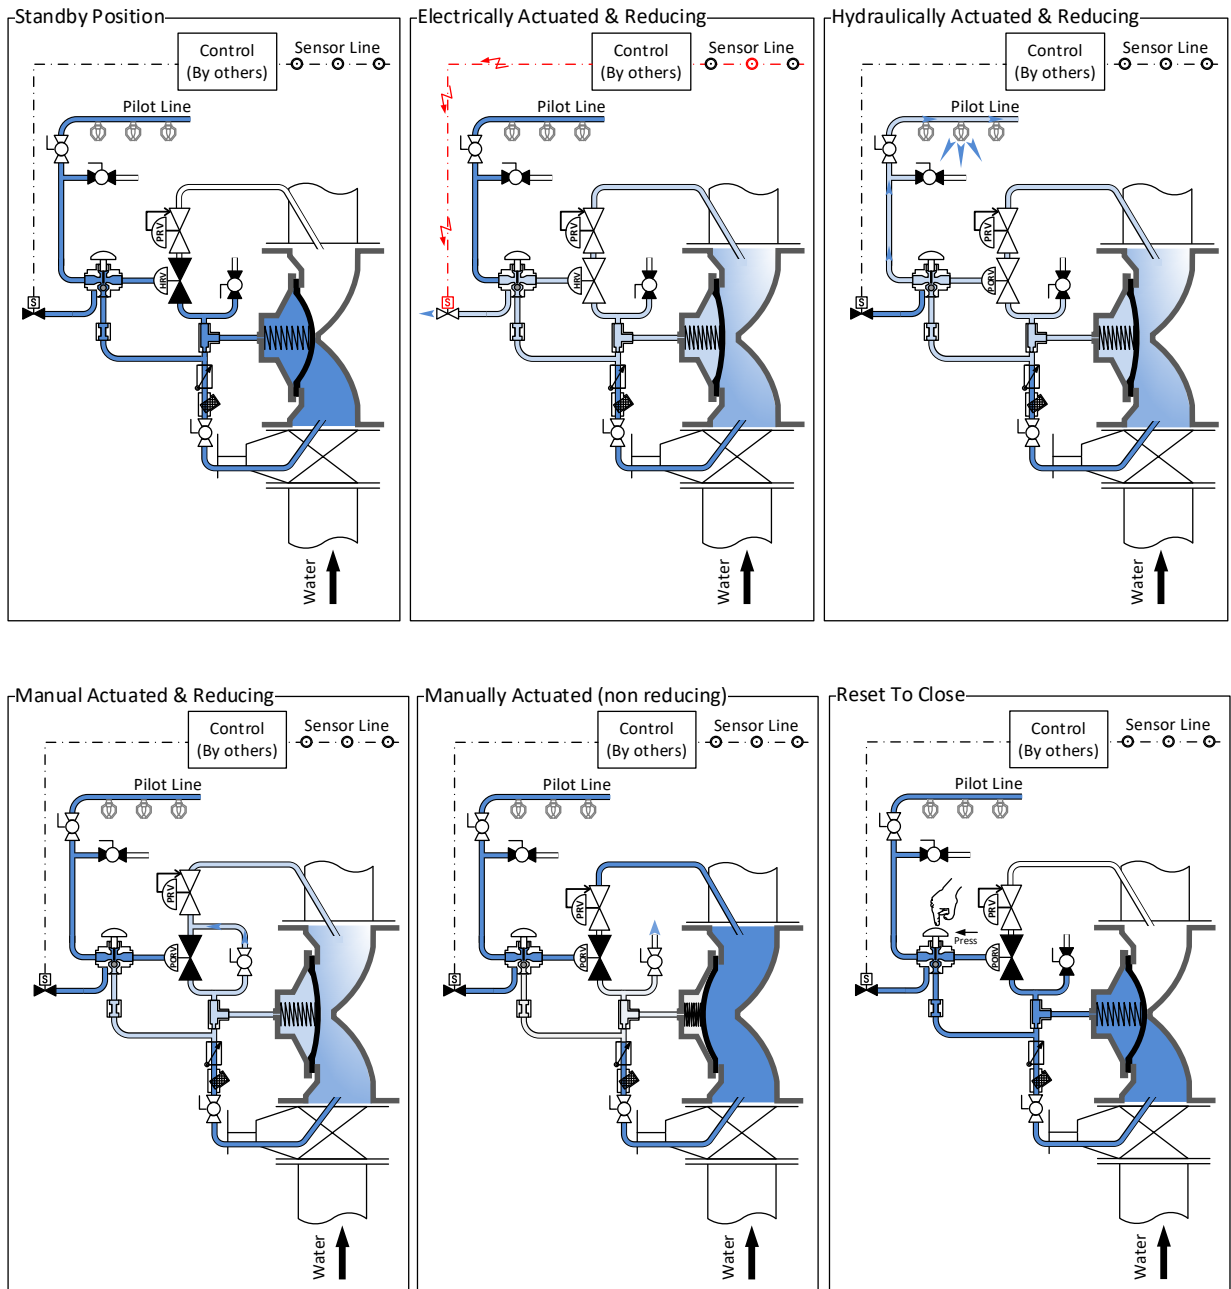 Standby Position
Control
(By others)
Sensor Line
Pilot Line
PRV
HRV
S
Water
Electrically Actuated & Reducing
Control
(By others)
Sensor Line
Pilot Line
PRV
HRV
S
Water
Hydraulically Actuated & Reducing
Control
(By others)
Sensor Line
Pilot Line
PRV
PORV
S
Water
Manual Actuated & Reducing
Control
(By others)
Sensor Line
Pilot Line
PRV
PORV
S
Water
Manually Actuated (non reducing)
Control
(By others)
Sensor Line
Pilot Line
PRV
PORV
S
Water
Reset To Close
Control
(By others)
Sensor Line
Pilot Line
PRV
Press
PORV
S
Water